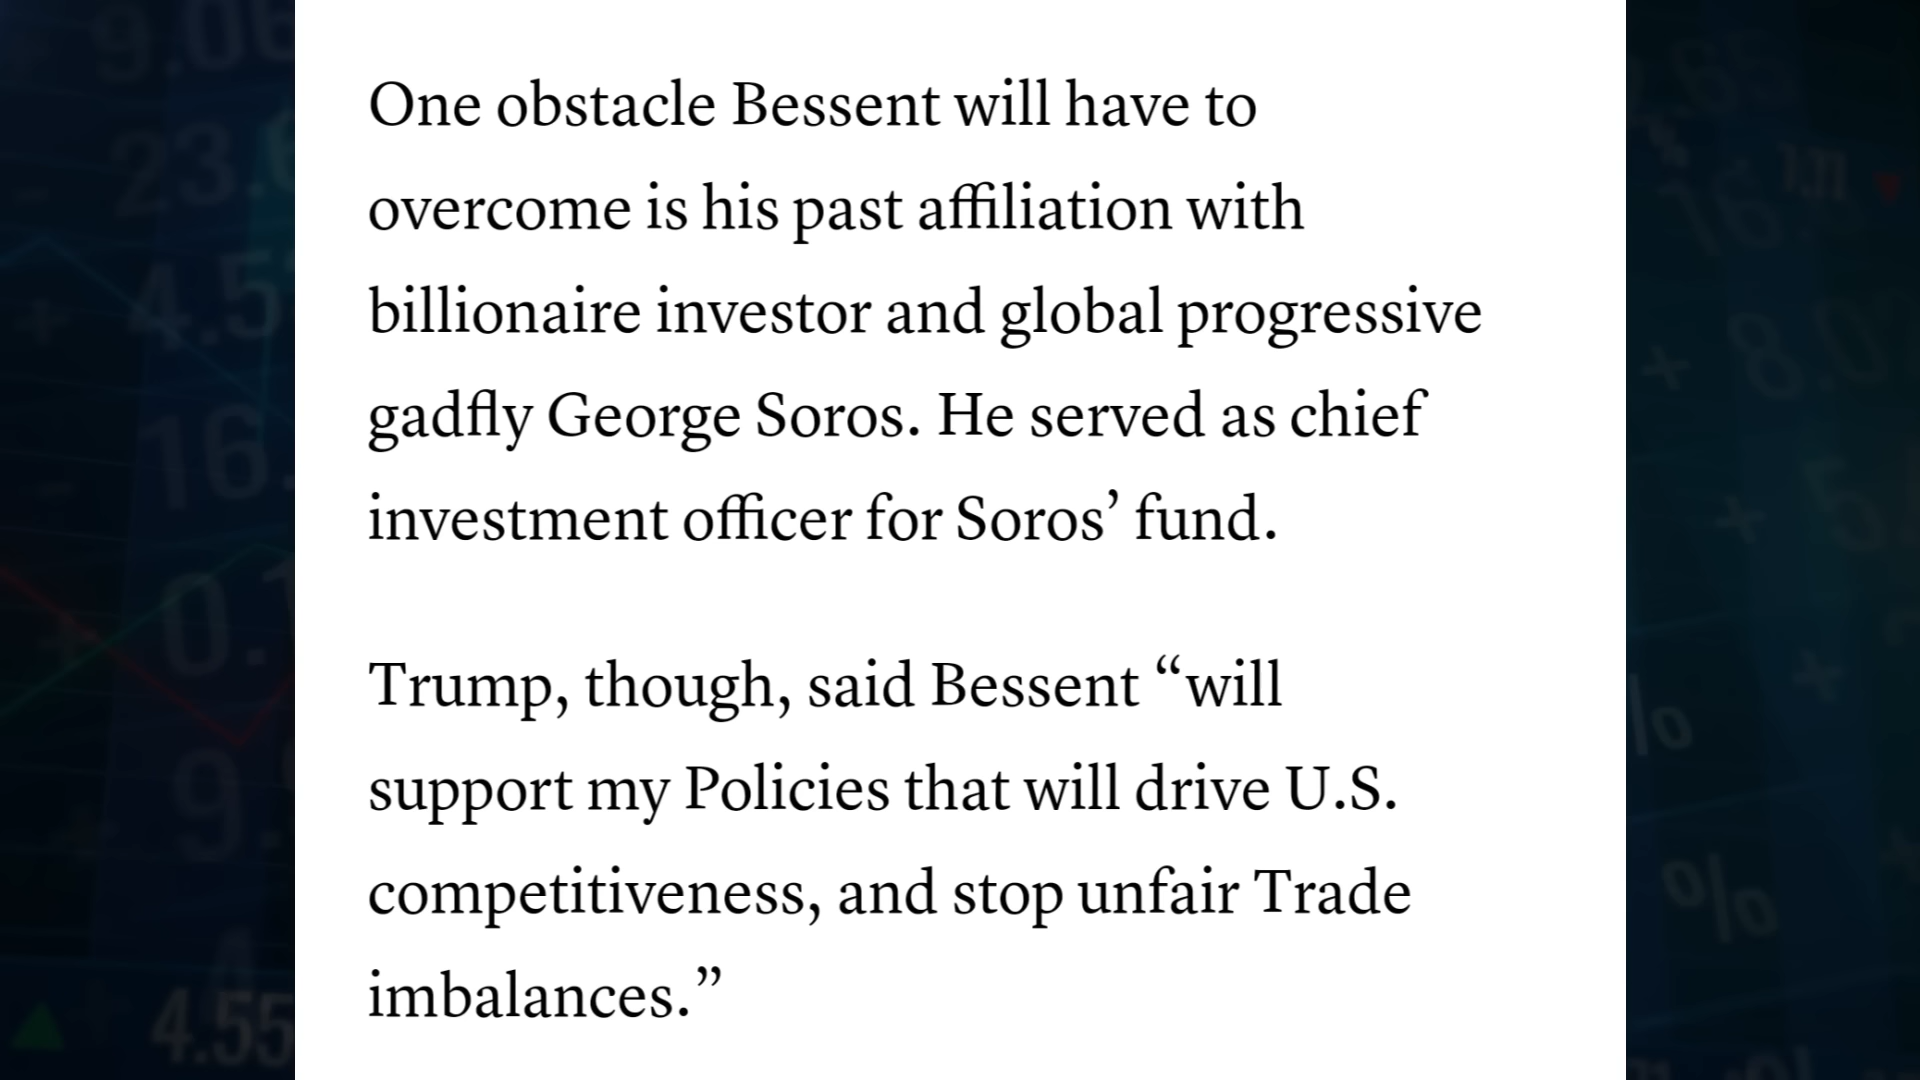 One obstacle Bessent will have to
overcome is his past affiliation with
billionaire investor and global progressive
gadfly George Soros. He served as chief
investment officer for Soros’ fund.
Trump, though, said Bessent “will
support my Policies that will drive U.S.
competitiveness, and stop unfair Trade
imbalances.”
4.55
%